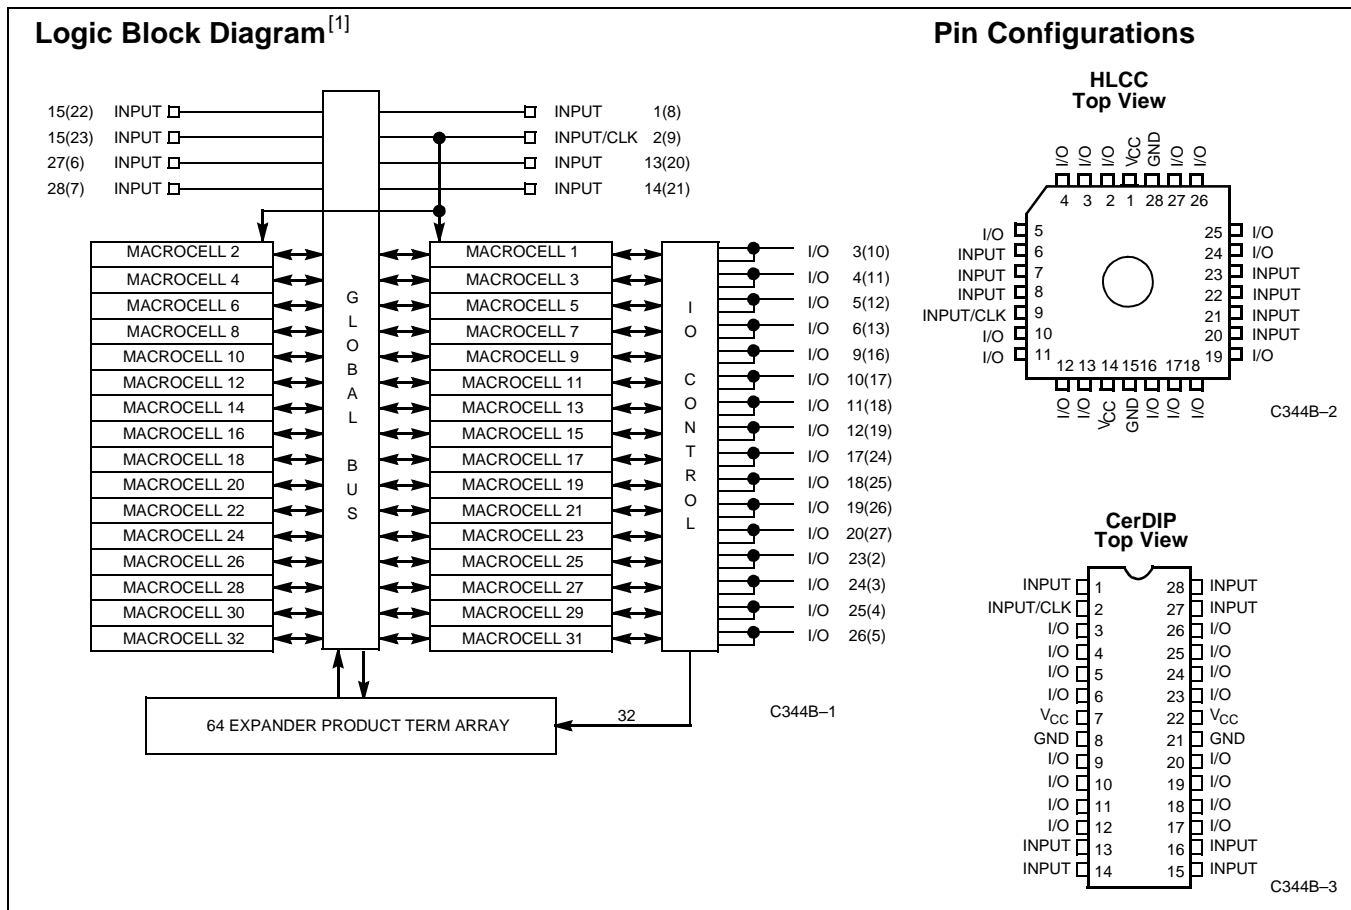 Logic Block Diagram[1]
15(22) INPUT
15(23) INPUT
27(6) INPUT
28(7) INPUT
INPUT 1(8)
INPUT/CLK 2(9)
INPUT 13(20)
INPUT 14(21)
MACROCELL 2
MACROCELL 4
MACROCELL 6
MACROCELL 8
MACROCELL 10
MACROCELL 12
MACROCELL 14
MACROCELL 16
MACROCELL 18
MACROCELL 20
MACROCELL 22
MACROCELL 24
MACROCELL 26
MACROCELL 28
MACROCELL 30
MACROCELL 32
GLOBAL BUS
MACROCELL 1
MACROCELL 3
MACROCELL 5
MACROCELL 7
MACROCELL 9
MACROCELL 11
MACROCELL 13
MACROCELL 15
MACROCELL 17
MACROCELL 19
MACROCELL 21
MACROCELL 23
MACROCELL 25
MACROCELL 27
MACROCELL 29
MACROCELL 31
IO CONTROL
I/O 3(10)
I/O 4(11)
I/O 5(12)
I/O 6(13)
I/O 9(16)
I/O 10(17)
I/O 11(18)
I/O 12(19)
I/O 17(24)
I/O 18(25)
I/O 19(26)
I/O 20(27)
I/O 23(2)
I/O 24(3)
I/O 25(4)
I/O 26(5)
64 EXPANDER PRODUCT TERM ARRAY
32
C344B–1
Pin Configurations
HLCC
Top View
I/O I/O I/O VCC GND I/O I/O
4 3 2 1 28 27 26
I/O 5
INPUT 6
INPUT 7
INPUT 8
INPUT/CLK 9
I/O 10
I/O 11
25 I/O
24 I/O
23 INPUT
22 INPUT
21 INPUT
20 INPUT
19 I/O
12 13 14 15 16 17 18
I/O I/O VCC GND I/O I/O I/O
C344B–2
CerDIP
Top View
INPUT 1 28 INPUT
INPUT/CLK 2 27 INPUT
I/O 3 26 I/O
I/O 4 25 I/O
I/O 5 24 I/O
I/O 6 23 I/O
VCC 7 22 VCC
GND 8 21 GND
I/O 9 20 I/O
I/O 10 19 I/O
I/O 11 18 I/O
I/O 12 17 I/O
INPUT 13 16 INPUT
INPUT 14 15 INPUT
C344B–3